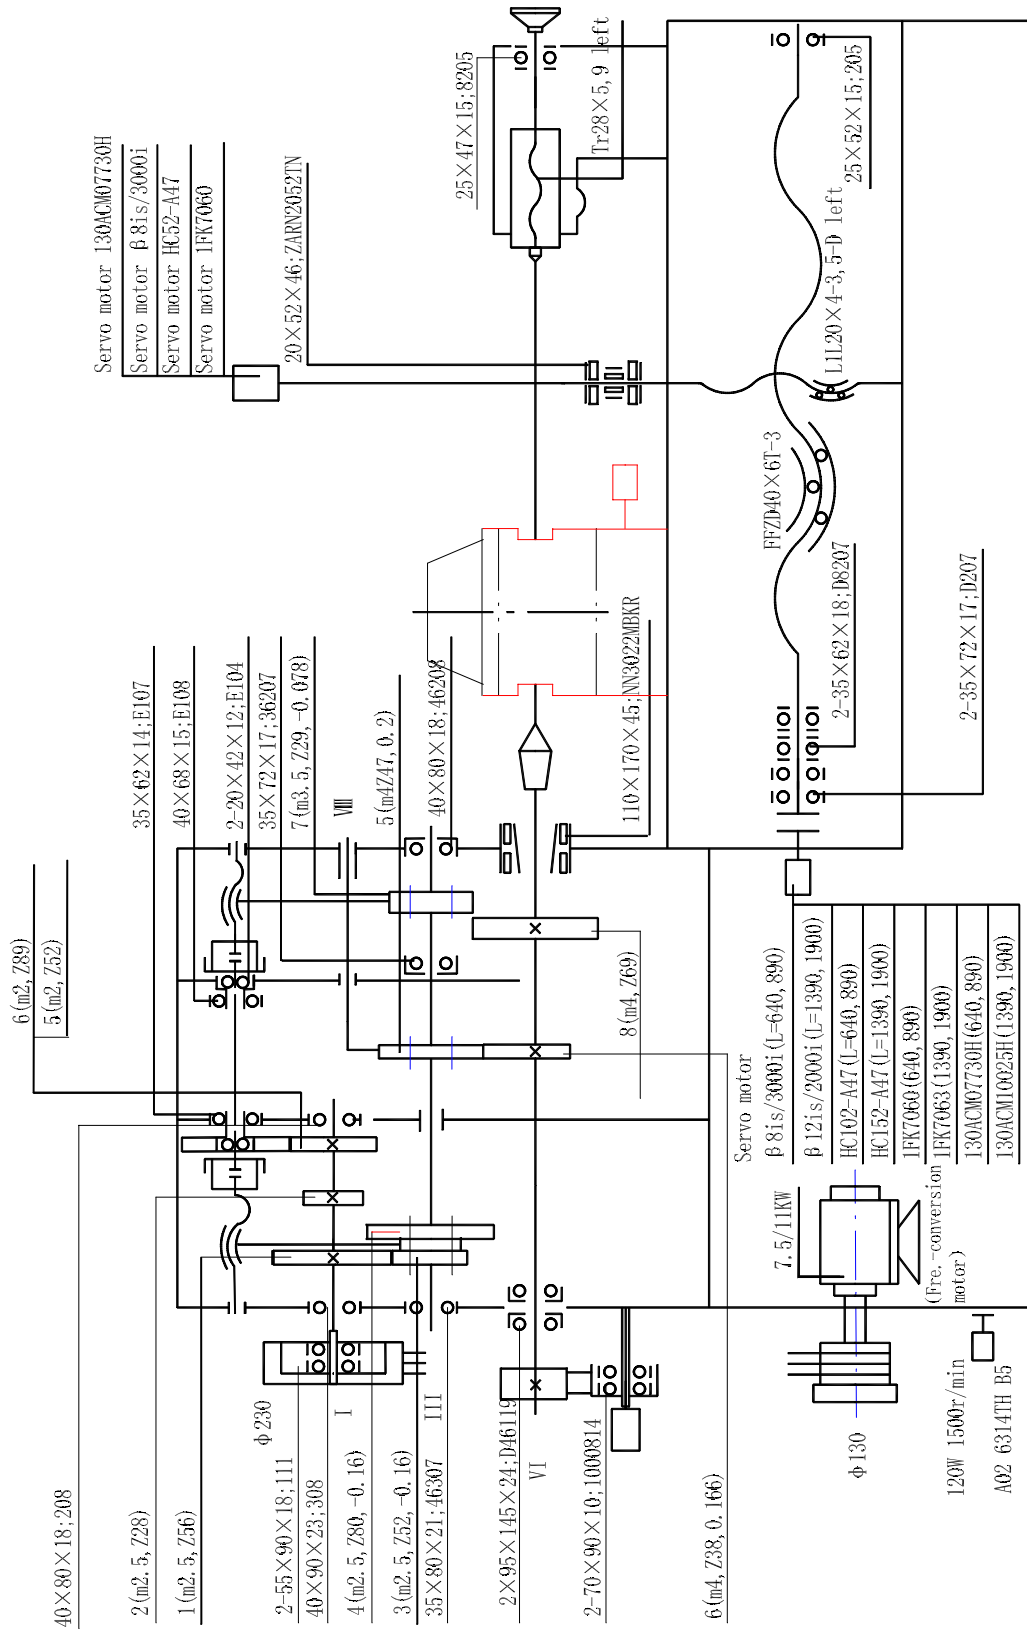 Servo motor 130ACM07730H
Servo motor β8is/3000i
Servo motor HC52-A47
Servo motor 1FK7060
20×52×46;ZARN2052TN
25×47×15;8205
Tr28×5,9 left
25×52×15;205
L1L20×4-3,5-D left
FFZD40×6T-3
2-35×62×18;D8207
2-35×72×17;D207
6(m2,Z89)
5(m2,Z52)
35×62×14;E107
40×68×15;E108
2-20×42×12;E104
35×72×17;36207
7(m3.5,Z29,-0.078)
VIII
5(m4Z47,0.2)
40×80×18;46208
110×170×45;NN3022MBKR
8(m4,Z69)
Servo motor
β8is/3000i(L=640,890)
β12is/2000i(L=1390,1900)
HC102-A47(L=640,890)
HC152-A47(L=1390,1900)
1FK7060(640,890)
1FK7063(1390,1900)
130ACM07730H(640,890)
130ACM10025H(1390,1900)
7.5/11KW
(Fre.-conversion
motor)
40×80×18;208
2(m2.5,Z28)
1(m2.5,Z56)
Φ230
2-55×90×18;111
40×90×23;308
I
4(m2.5,Z80,-0.16)
3(m2.5,Z52,-0.16)
35×80×21;46307
III
2×95×145×24;D46119
VI
2-70×90×10;1000814
6(m4,Z38,0.166)
Φ130
120W 1500r/min
A02 6314TH B5